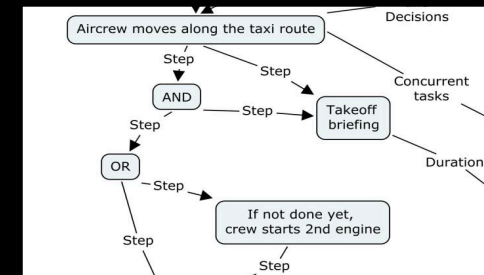 Decisions
Aircrew moves along the taxi route
Step
Step
Concurrent
tasks
AND
Step
Takeoff
briefing
Step
Duration
OR
Step
If not done yet,
crew starts 2nd engine
Step
Step